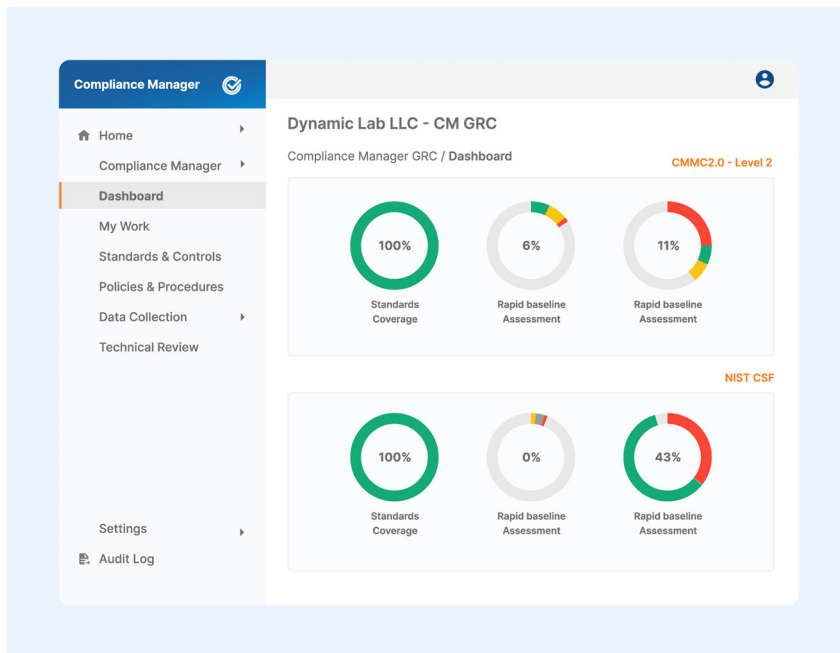 Compliance Manager
Home
Compliance Manager
Dashboard
My Work
Standards & Controls
Policies & Procedures
Data Collection
Technical Review
Settings
Audit Log
Dynamic Lab LLC - CM GRC
Compliance Manager GRC / Dashboard
CMMC2.0 - Level 2
100%
Standards
Coverage
6%
Rapid baseline
Assessment
11%
Rapid baseline
Assessment
NIST CSF
100%
Standards
Coverage
0%
Rapid baseline
Assessment
43%
Rapid baseline
Assessment